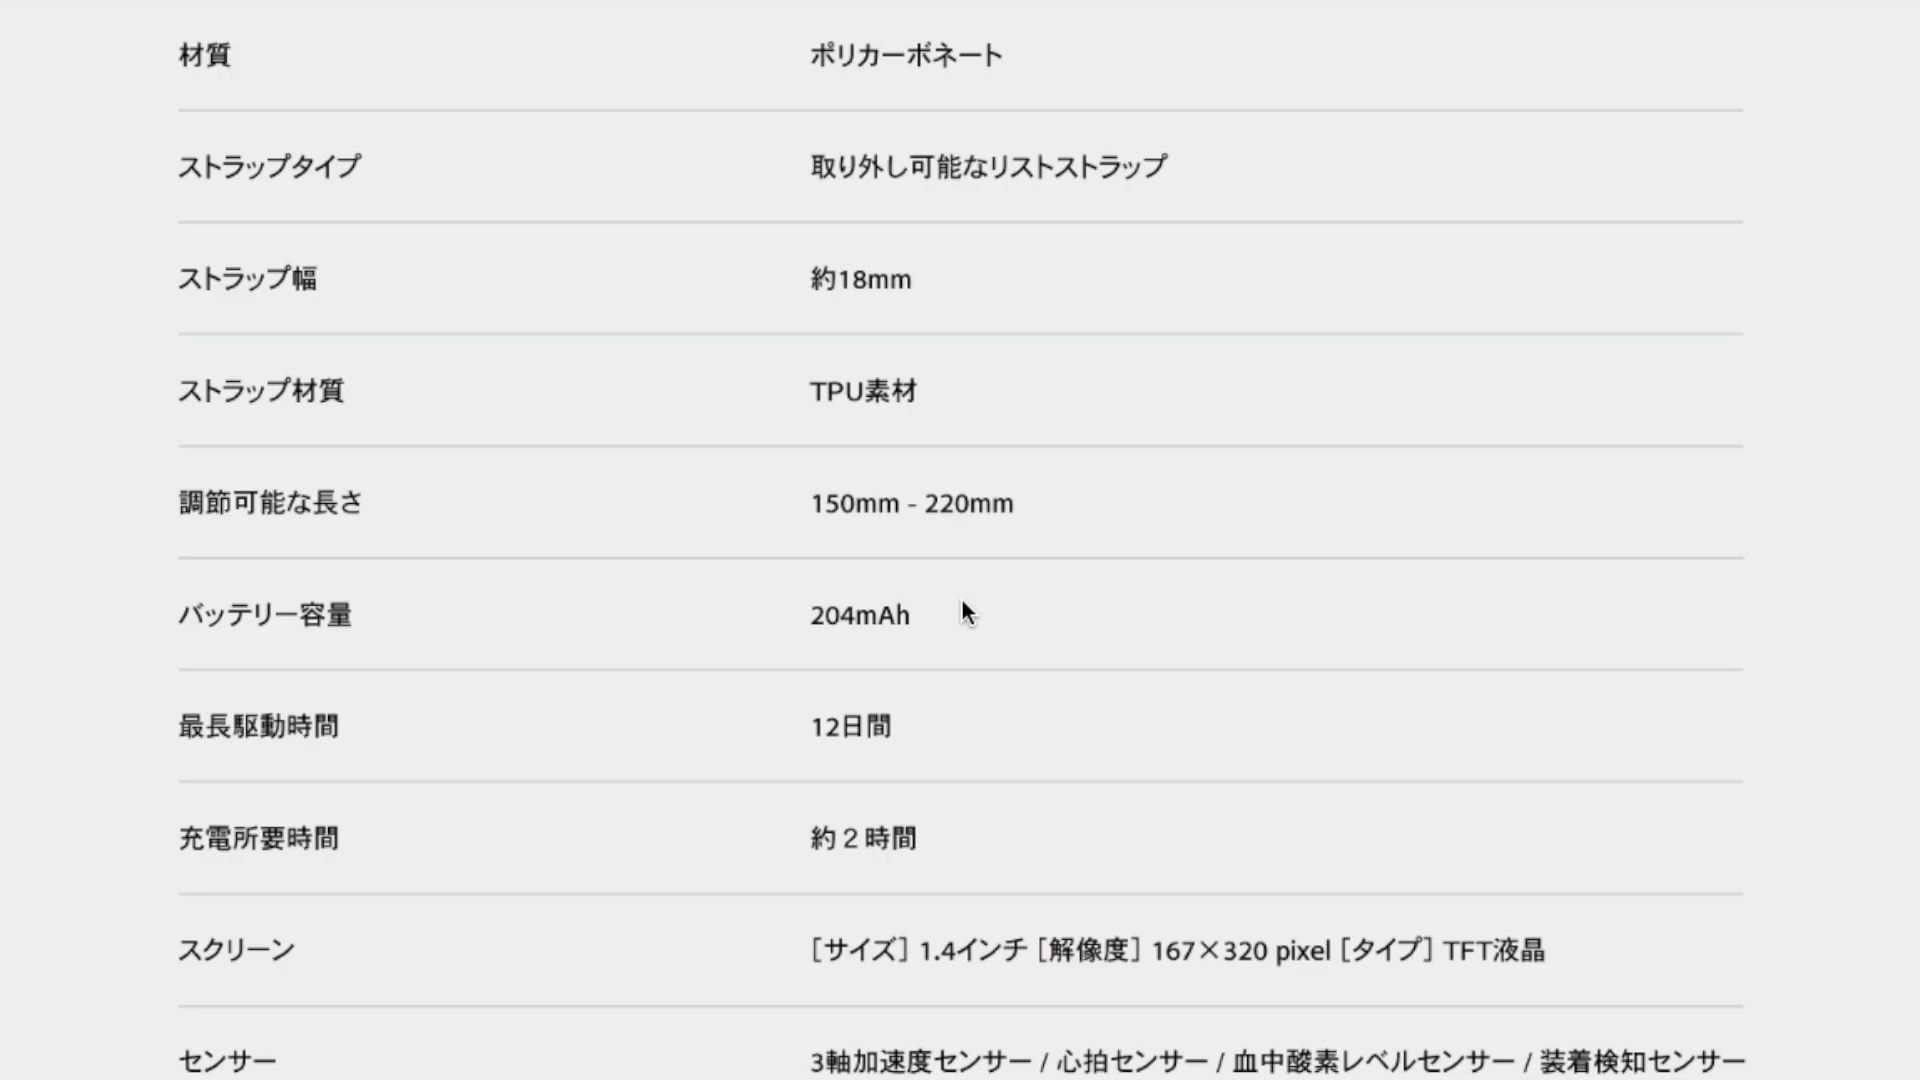 材質 ポリカーボネート
ストラップタイプ 取り外し可能なリストストラップ
ストラップ幅 約18mm
ストラップ材質 TPU素材
調節可能な長さ 150mm - 220mm
バッテリー容量 204mAh
最長駆動時間 12日間
充電所要時間 約２時間
スクリーン ［サイズ］1.4インチ［解像度］167×320 pixel［タイプ］TFT液晶
センサー 3軸加速度センサー / 心拍センサー / 血中酸素レベルセンサー / 装着検知センサー